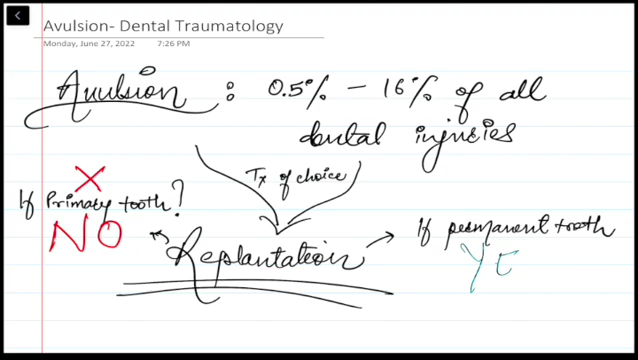 Avulsion- Dental Traumatology
Monday, June 27, 2022 7:26 PM
Avulsion : 0.5% - 16% of all
dental injuries
Tx of choice
If Primary tooth?
NO
Replantation
If permanent tooth
YE